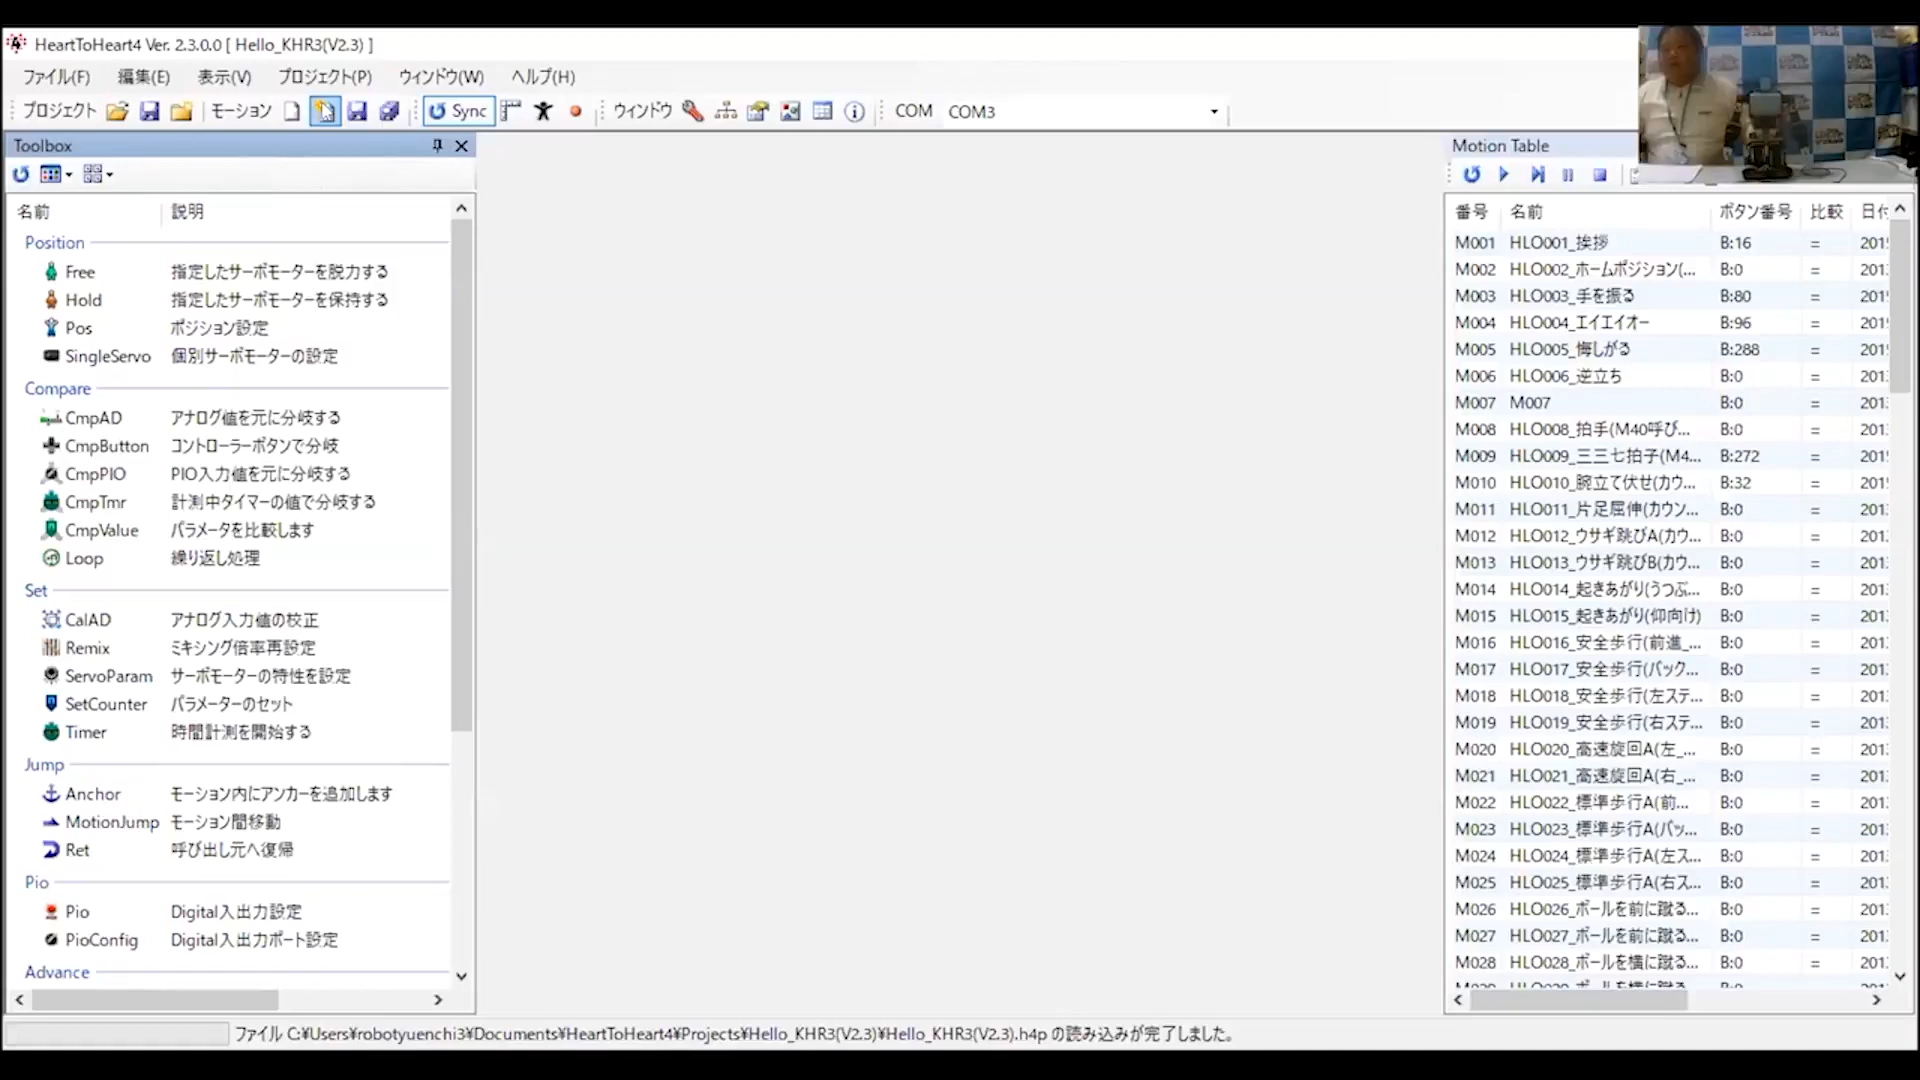 HeartToHeart4 Ver. 2.3.0.0 [ Hello_KHR3(V2.3) ]
ファイル(F) 編集(E) 表示(V) プロジェクト(P) ウィンドウ(W) ヘルプ(H)
プロジェクト モーション Sync ウィンドウ COM COM3
Toolbox
名前 説明
Position
Free 指定したサーボモーターを脱力する
Hold 指定したサーボモーターを保持する
Pos ポジション設定
SingleServo 個別サーボモーターの設定
Compare
CmpAD アナログ値を元に分岐する
CmpButton コントローラーボタンで分岐
CmpPIO PIO入力値を元に分岐する
CmpTmr 計測中タイマーの値で分岐する
CmpValue パラメータを比較します
Loop 繰り返し処理
Set
CalAD アナログ入力値の校正
Remix ミキシング倍率再設定
ServoParam サーボモーターの特性を設定
SetCounter パラメーターのセット
Timer 時間計測を開始する
Jump
Anchor モーション内にアンカーを追加します
MotionJump モーション間移動
Ret 呼び出し元へ復帰
Pio
Pio Digital入出力設定
PioConfig Digital入出力ポート設定
Advance
Motion Table
番号 名前 ボタン番号 比較 日付
M001 HLO001_挨拶 B:16 =
M002 HLO002_ホームポジション(... B:0 =
M003 HLO003_手を振る B:80 =
M004 HLO004_エイエイオー B:96 =
M005 HLO005_悔しがる B:288 =
M006 HLO006_逆立ち B:0 =
M007 M007 B:0 =
M008 HLO008_拍手(M40呼び... B:0 =
M009 HLO009_三三七拍子(M4... B:272 =
M010 HLO010_腕立て伏せ(カウ... B:32 =
M011 HLO011_片足屈伸(カウン... B:0 =
M012 HLO012_ウサギ跳びA(カウ... B:0 =
M013 HLO013_ウサギ跳びB(カウ... B:0 =
M014 HLO014_起きあがり(うつぶ... B:0 =
M015 HLO015_起きあがり(仰向け) B:0 =
M016 HLO016_安全歩行(前進_... B:0 =
M017 HLO017_安全歩行(バック... B:0 =
M018 HLO018_安全歩行(左ステ... B:0 =
M019 HLO019_安全歩行(右ステ... B:0 =
M020 HLO020_高速旋回A(左_... B:0 =
M021 HLO021_高速旋回A(右_... B:0 =
M022 HLO022_標準歩行A(前... B:0 =
M023 HLO023_標準歩行A(バッ... B:0 =
M024 HLO024_標準歩行A(左ス... B:0 =
M025 HLO025_標準歩行A(右ス... B:0 =
M026 HLO026_ボールを前に蹴る... B:0 =
M027 HLO027_ボールを前に蹴る... B:0 =
M028 HLO028_ボールを横に蹴る... B:0 =
ファイル C:¥Users¥robotyuenchi3¥Documents¥HeartToHeart4¥Projects¥Hello_KHR3(V2.3)¥Hello_KHR3(V2.3).h4p の読み込みが完了しました。